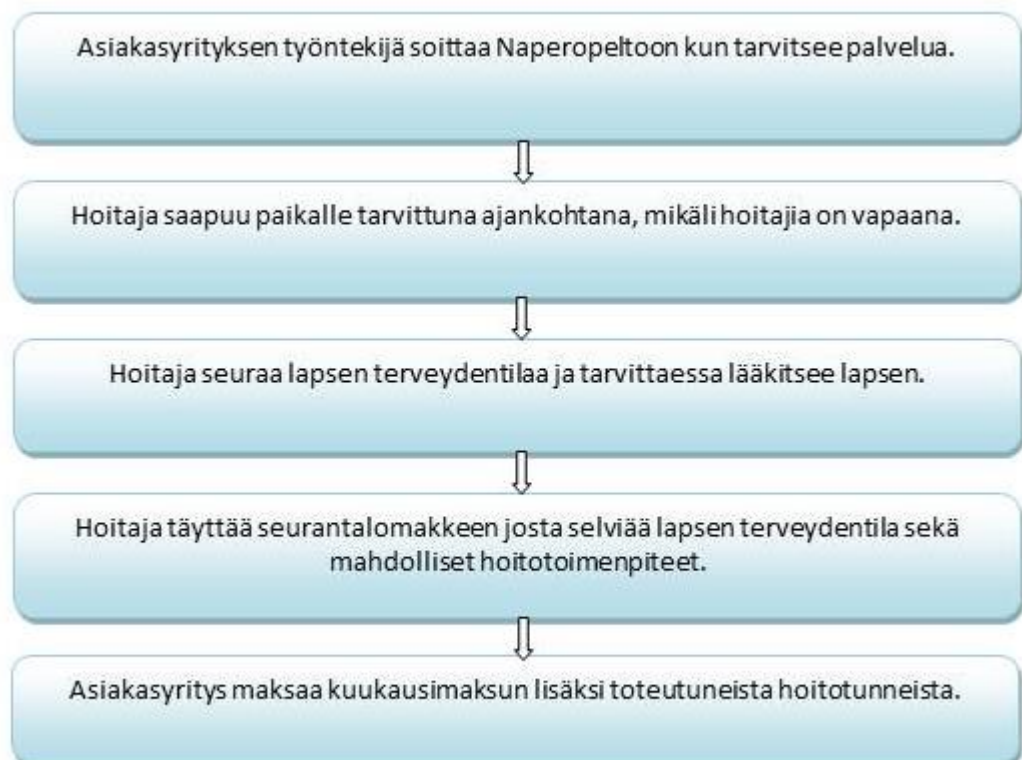 Asiakasyrityksen työntekijä soittaa Naperopeltoon kun tarvitsee palvelua.
Hoitaja saapuu paikalle tarvittuna ajankohtana, mikäli hoitajia on vapaana.
Hoitaja seuraa lapsen terveydentilaa ja tarvittaessa lääkitsee lapsen.
Hoitaja täyttää seurantalomakkeen josta selviää lapsen terveydentila sekä
mahdolliset hoitotoimenpiteet.
Asiakasyritys maksaa kuukausimaksun lisäksi toteutuneista hoitotunneista.